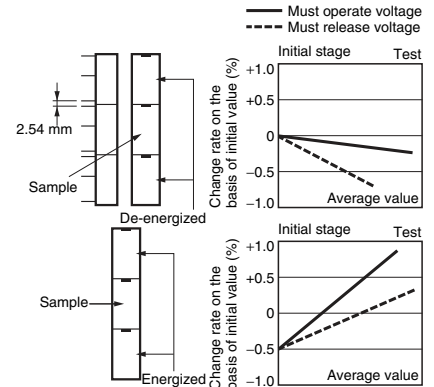 Must operate voltage
Must release voltage
2.54 mm
Sample
De-energized
Change rate on the
basis of initial value (%)
Initial stage
Test
+1.0
+0.5
0
−0.5
−1.0
Average value
Sample
Energized
Change rate on the
basis of initial value (%)
Initial stage
Test
+1.0
+0.5
0
−0.5
−1.0
Average value